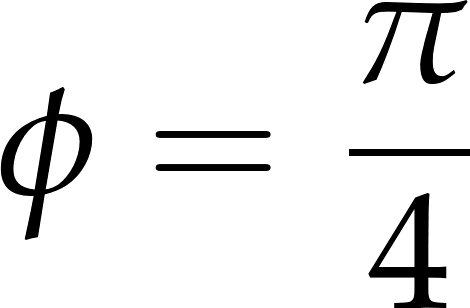 ϕ = π/4